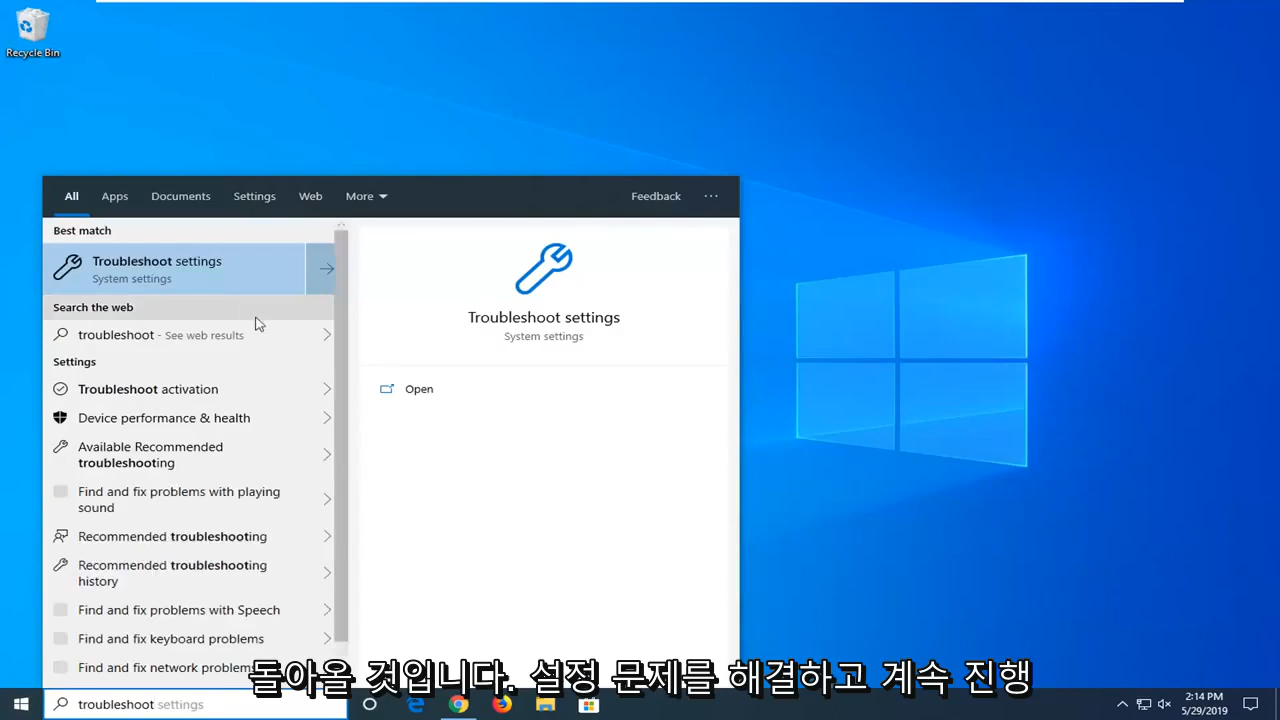 Recycle Bin
All Apps Documents Settings Web More Feedback ...
Best match
Troubleshoot settings
System settings
Search the web
troubleshoot - See web results
Settings
Troubleshoot activation
Device performance & health
Available Recommended
troubleshooting
Find and fix problems with playing
sound
Recommended troubleshooting
Recommended troubleshooting
history
Find and fix problems with Speech
Find and fix keyboard problems
Find and fix network problems
Troubleshoot settings
System settings
Open
돌아올 것입니다. 설정 문제를 해결하고 계속 진행
troubleshoot settings
2:14 PM
5/29/2019